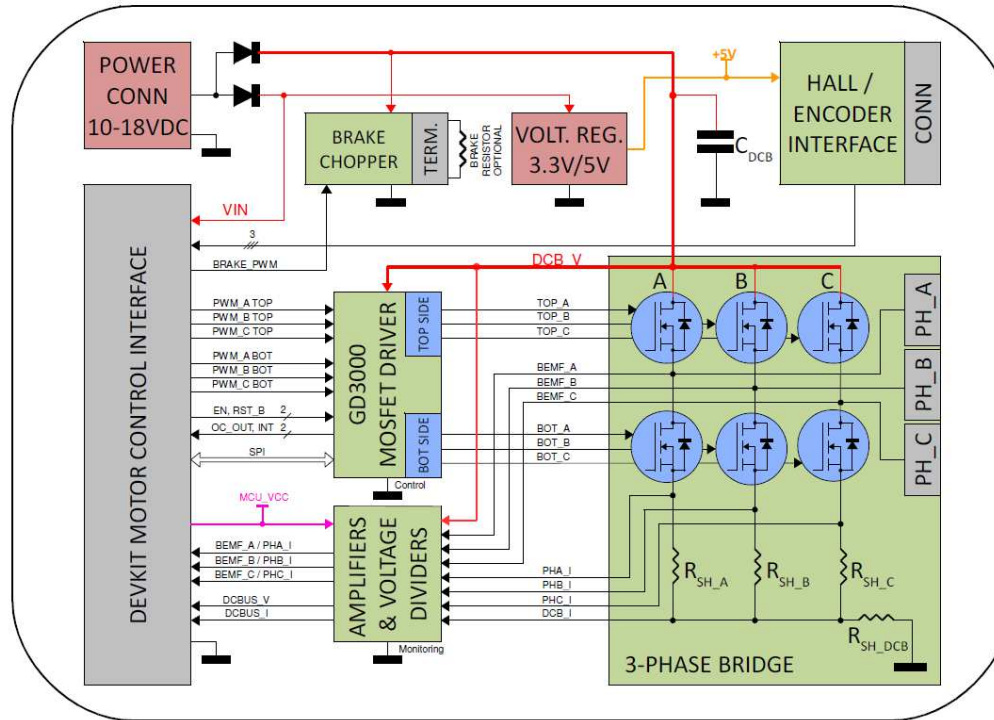 POWER
CONN
10-18VDC
BRAKE
CHOPPER
TERM.
BRAKE
RESISTOR
OPTIONAL
VOLT. REG.
3.3V/5V
+5V
C DCB
HALL /
ENCODER
INTERFACE
CONN
DEVKIT MOTOR CONTROL INTERFACE
VIN
3
BRAKE_PWM
DCB_V
PWM_A TOP
PWM_B TOP
PWM_C TOP
PWM_A BOT
PWM_B BOT
PWM_C BOT
EN, RST_B 2
OC_OUT, INT 2
SPI
GD3000
MOSFET DRIVER
TOP SIDE
BOT SIDE
Control
TOP_A
TOP_B
TOP_C
BEMF_A
BEMF_B
BEMF_C
BOT_A
BOT_B
BOT_C
A
B
C
PH_A
PH_B
PH_C
MCU_VCC
BEMF_A / PHA_I
BEMF_B / PHB_I
BEMF_C / PHC_I
DCBUS_V
DCBUS_I
AMPLIFIERS
& VOLTAGE
DIVIDERS
Monitoring
PHA_I
PHB_I
PHC_I
DCB_I
R SH_A
R SH_B
R SH_C
R SH_DCB
3-PHASE BRIDGE